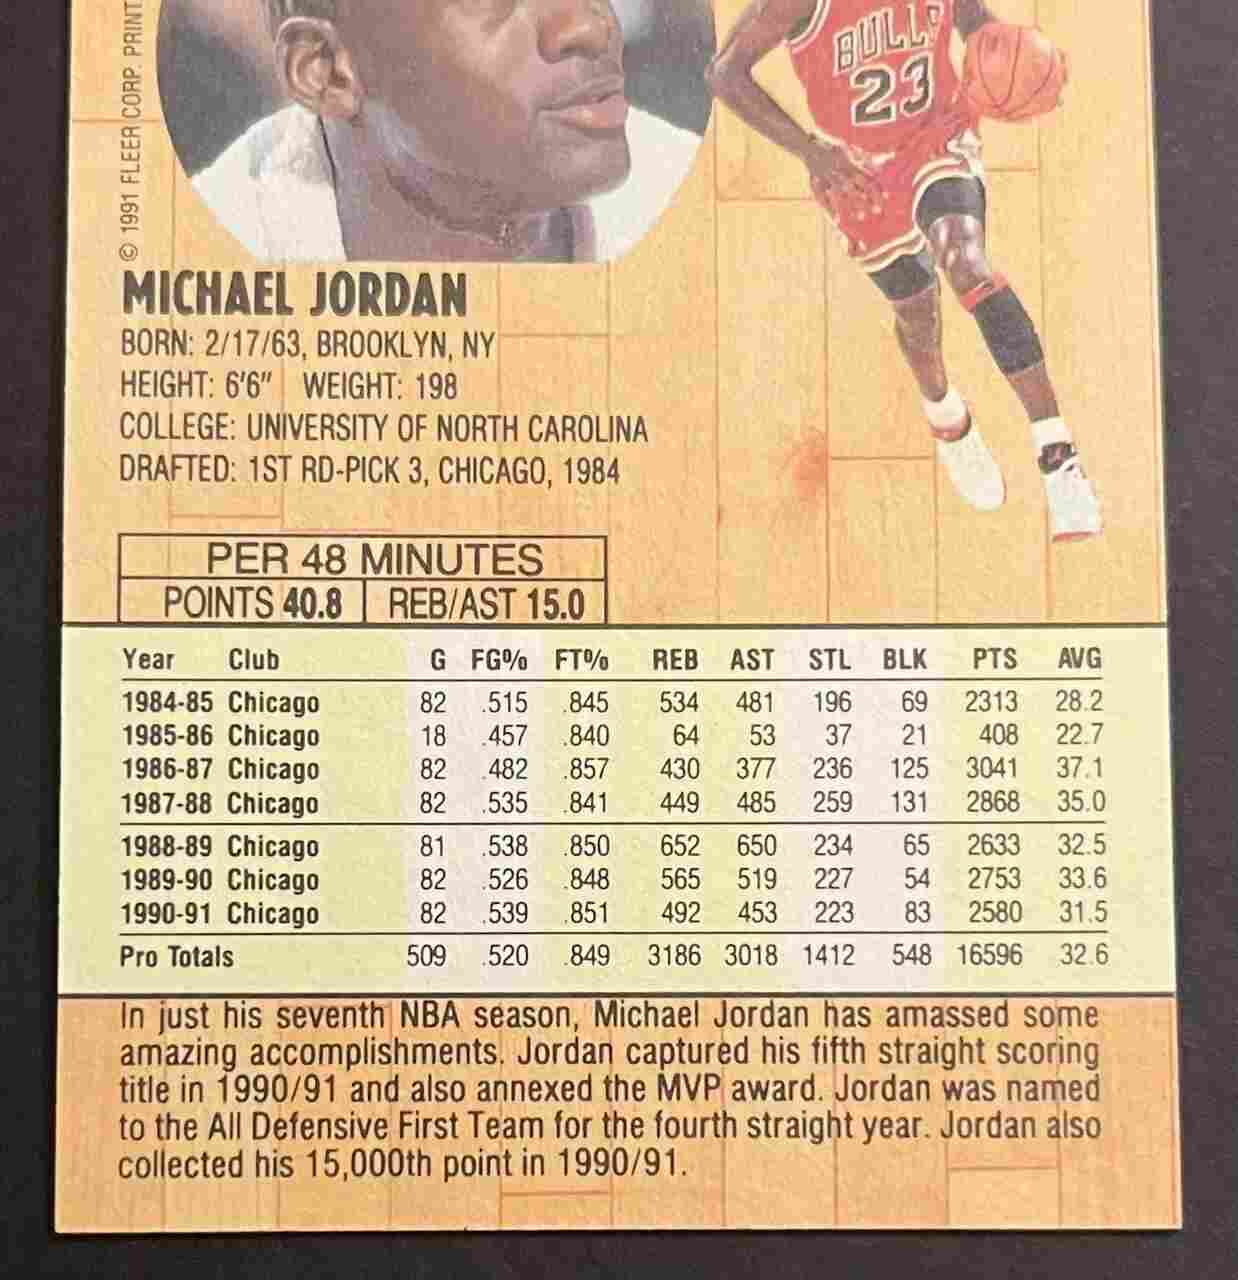 © 1991 FLEER CORP. PRINT
BULLS
23
MICHAEL JORDAN
BORN: 2/17/63, BROOKLYN, NY
HEIGHT: 6'6" WEIGHT: 198
COLLEGE: UNIVERSITY OF NORTH CAROLINA
DRAFTED: 1ST RD-PICK 3, CHICAGO, 1984
PER 48 MINUTES
POINTS 40.8 REB/AST 15.0
Year Club G FG% FT% REB AST STL BLK PTS AVG
1984-85 Chicago 82 .515 .845 534 481 196 69 2313 28.2
1985-86 Chicago 18 .457 .840 64 53 37 21 408 22.7
1986-87 Chicago 82 .482 .857 430 377 236 125 3041 37.1
1987-88 Chicago 82 .535 .841 449 485 259 131 2868 35.0
1988-89 Chicago 81 .538 .850 652 650 234 65 2633 32.5
1989-90 Chicago 82 .526 .848 565 519 227 54 2753 33.6
1990-91 Chicago 82 .539 .851 492 453 223 83 2580 31.5
Pro Totals 509 .520 .849 3186 3018 1412 548 16596 32.6
In just his seventh NBA season, Michael Jordan has amassed some
amazing accomplishments. Jordan captured his fifth straight scoring
title in 1990/91 and also annexed the MVP award. Jordan was named
to the All Defensive First Team for the fourth straight year. Jordan also
collected his 15,000th point in 1990/91.